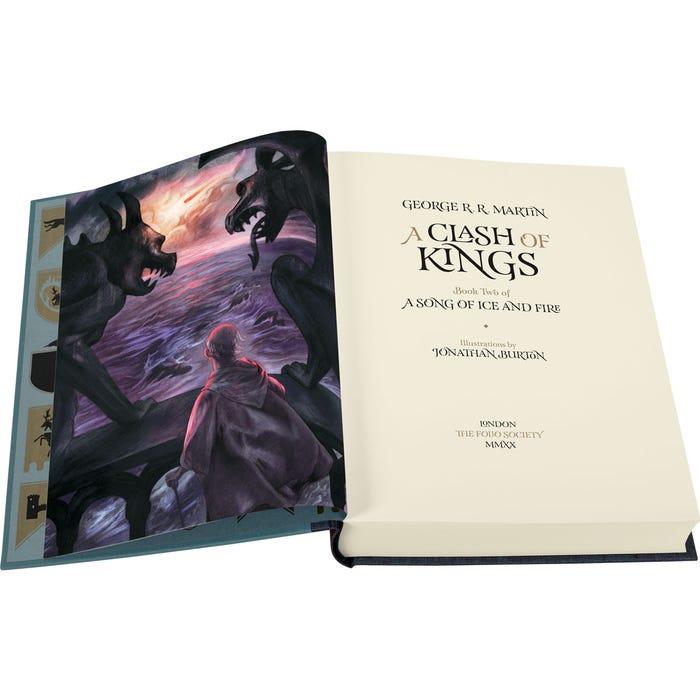 GEORGE R. R. MARTIN
A CLASH OF
KINGS
Book Two of
A SONG OF ICE AND FIRE
Illustrations by
JONATHAN BURTON
LONDON
THE FOLIO SOCIETY
MMXX